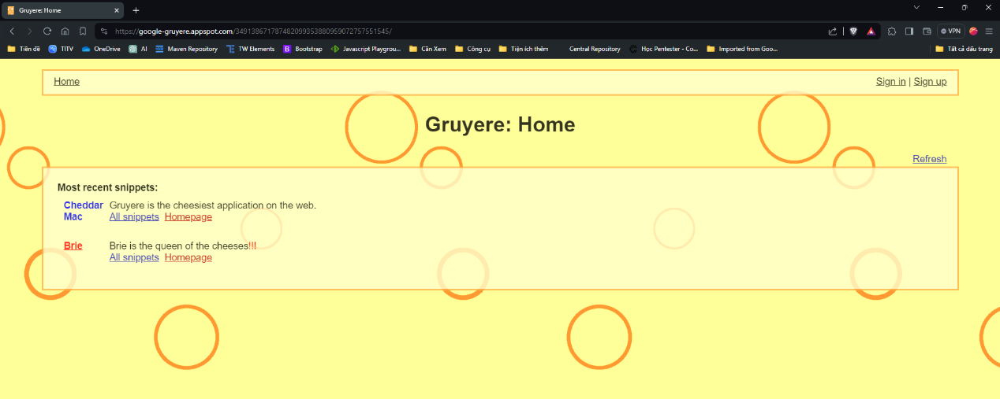 Gruyere: Home
https://google-gruyere.appspot.com/349138671787482099353880959072757551545/
VPN
Tiền đề TITV OneDrive AI Maven Repository TW Elements Bootstrap Javascript Playgrou... Cần Xem Công cụ Tiện ích thêm Central Repository Học Pentester - Co... Imported from Goo... Tất cả dấu trang
Home Sign in | Sign up
Gruyere: Home
Refresh
Most recent snippets:
Cheddar Gruyere is the cheesiest application on the web.
Mac All snippets Homepage
Brie Brie is the queen of the cheeses!!!
All snippets Homepage